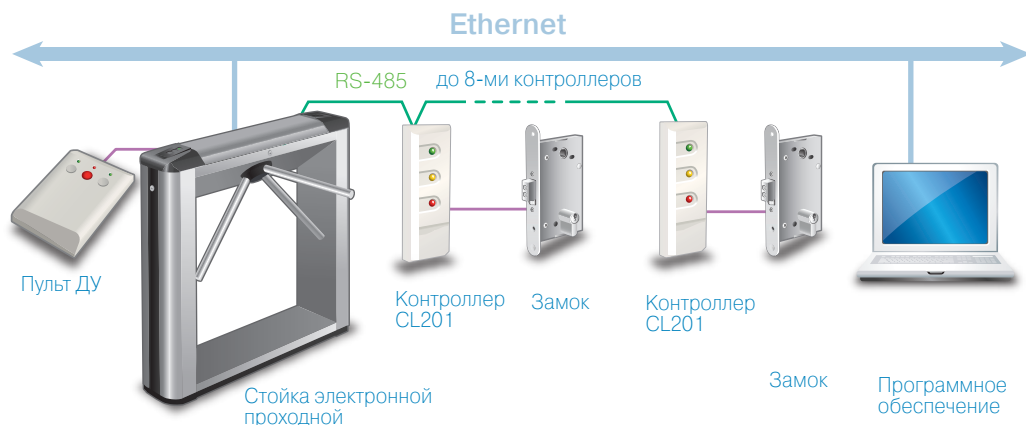 Ethernet
RS-485
до 8-ми контроллеров
Пульт ДУ
Контроллер
CL201
Замок
Контроллер
CL201
Стойка электронной
проходной
Замок
Программное
обеспечение